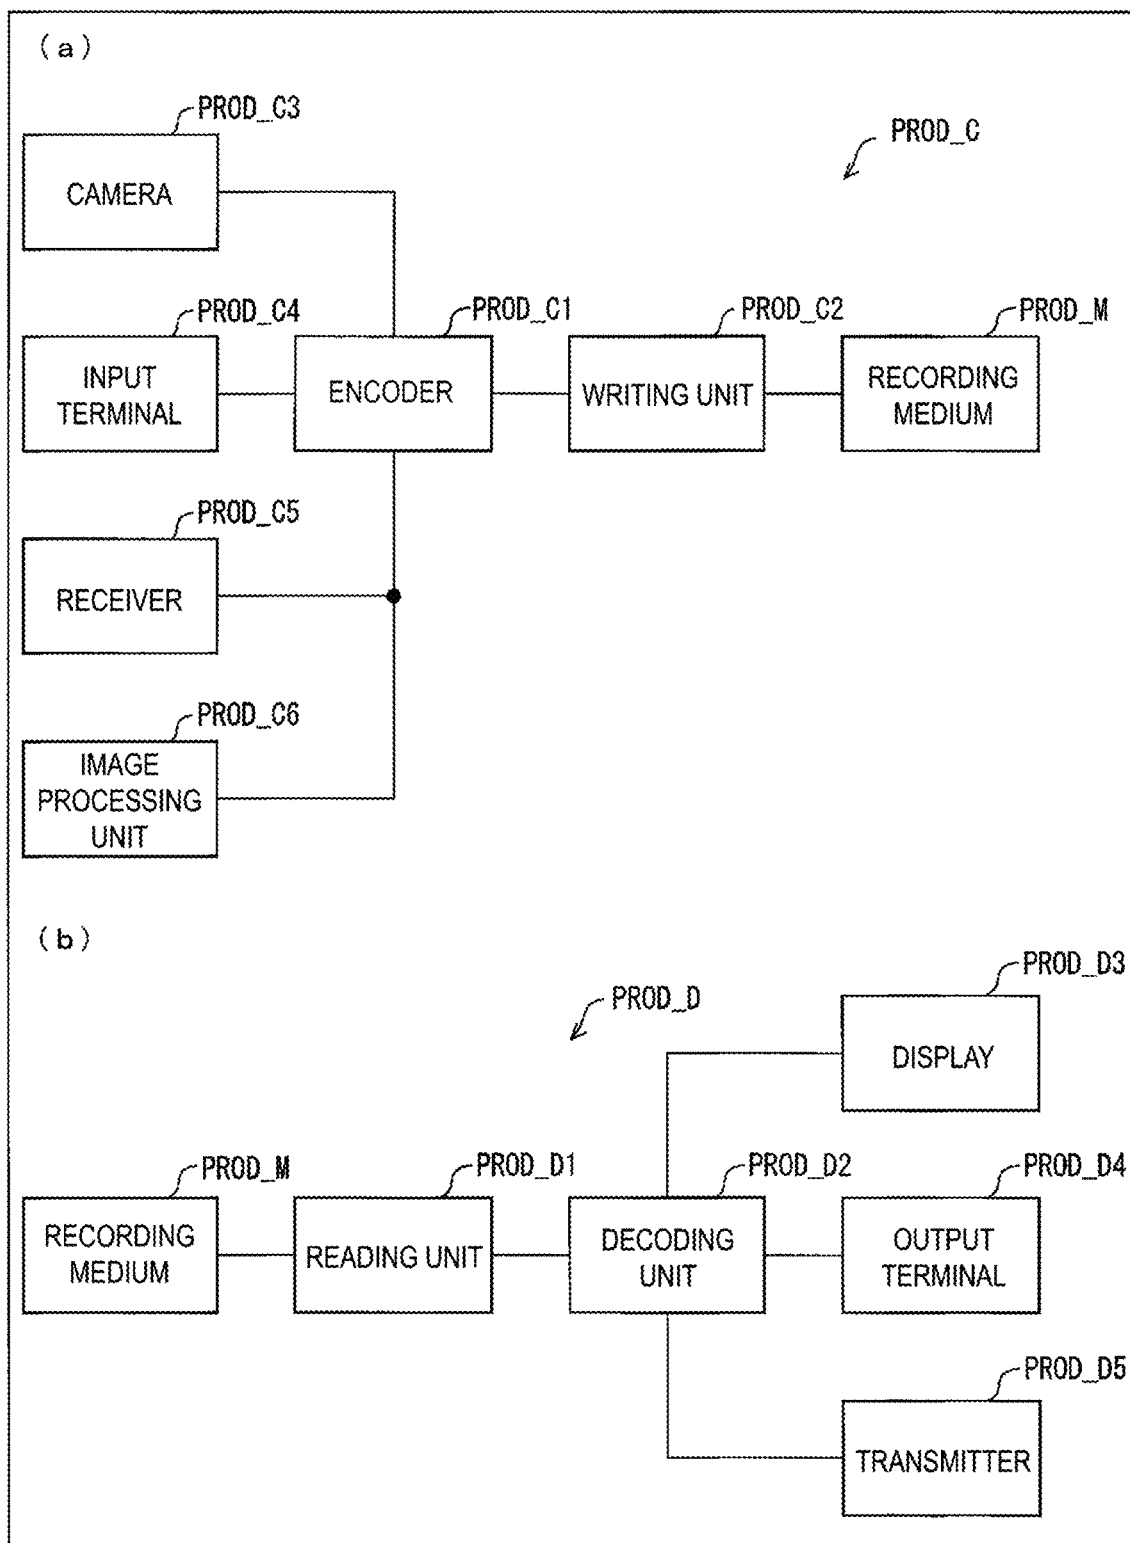 (a)
PROD_C3
PROD_C
CAMERA
PROD_C4
PROD_C1
PROD_C2
PROD_M
INPUT
TERMINAL
ENCODER
WRITING UNIT
RECORDING
MEDIUM
PROD_C5
RECEIVER
PROD_C6
IMAGE
PROCESSING
UNIT
(b)
PROD_D3
PROD_D
DISPLAY
PROD_M
PROD_D1
PROD_D2
PROD_D4
RECORDING
MEDIUM
READING UNIT
DECODING
UNIT
OUTPUT
TERMINAL
PROD_D5
TRANSMITTER